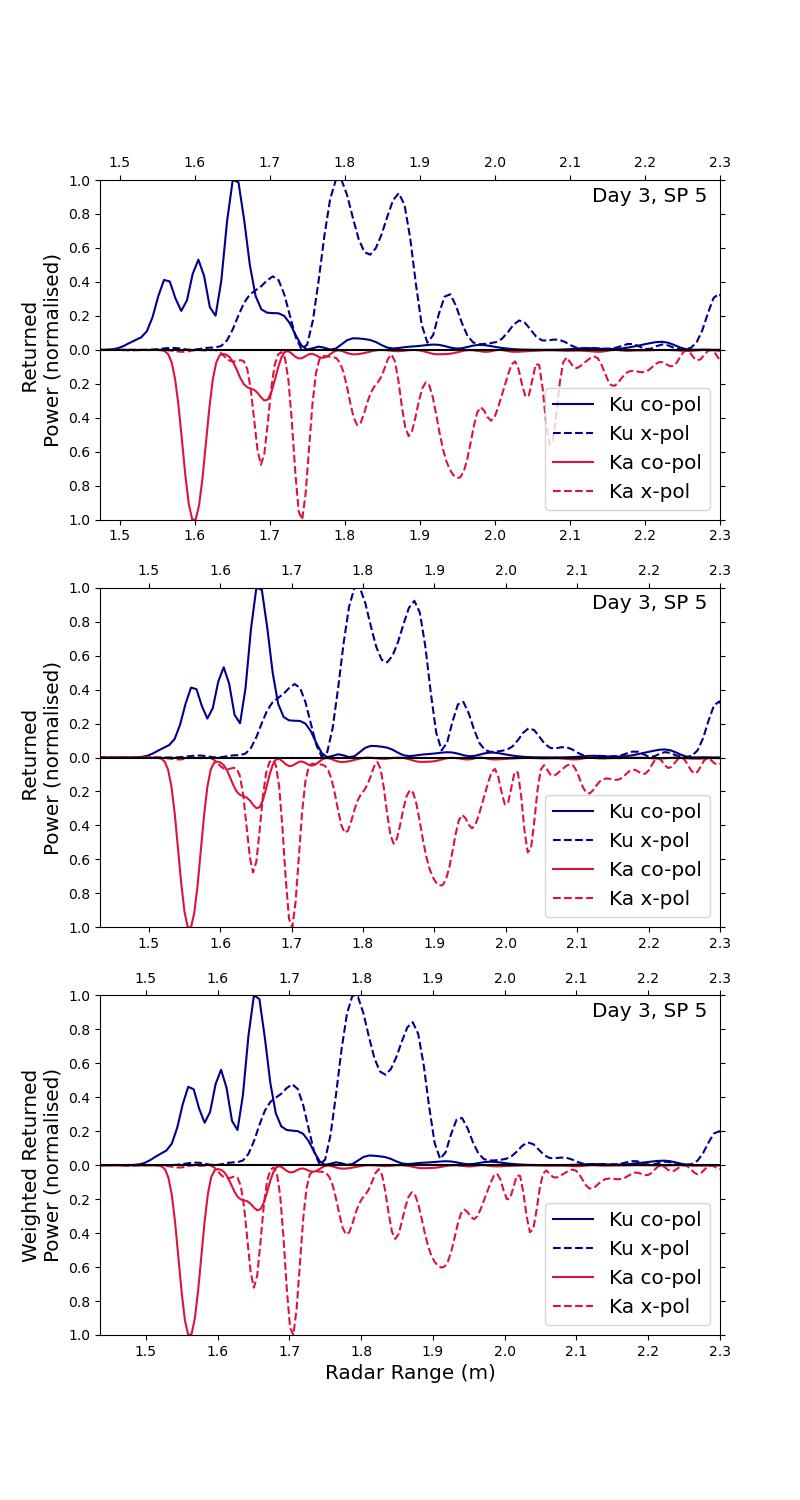 1.5 1.6 1.7 1.8 1.9 2.0 2.1 2.2 2.3
Day 3, SP 5
Returned
Power (normalised)
1.0
0.8
0.6
0.4
0.2
0.0
0.2
0.4
0.6
0.8
1.0
Ku co-pol
Ku x-pol
Ka co-pol
Ka x-pol
1.5 1.6 1.7 1.8 1.9 2.0 2.1 2.2 2.3
1.5 1.6 1.7 1.8 1.9 2.0 2.1 2.2 2.3
Day 3, SP 5
Returned
Power (normalised)
1.0
0.8
0.6
0.4
0.2
0.0
0.2
0.4
0.6
0.8
1.0
Ku co-pol
Ku x-pol
Ka co-pol
Ka x-pol
1.5 1.6 1.7 1.8 1.9 2.0 2.1 2.2 2.3
1.5 1.6 1.7 1.8 1.9 2.0 2.1 2.2 2.3
Day 3, SP 5
Weighted Returned
Power (normalised)
1.0
0.8
0.6
0.4
0.2
0.0
0.2
0.4
0.6
0.8
1.0
Ku co-pol
Ku x-pol
Ka co-pol
Ka x-pol
1.5 1.6 1.7 1.8 1.9 2.0 2.1 2.2 2.3
Radar Range (m)